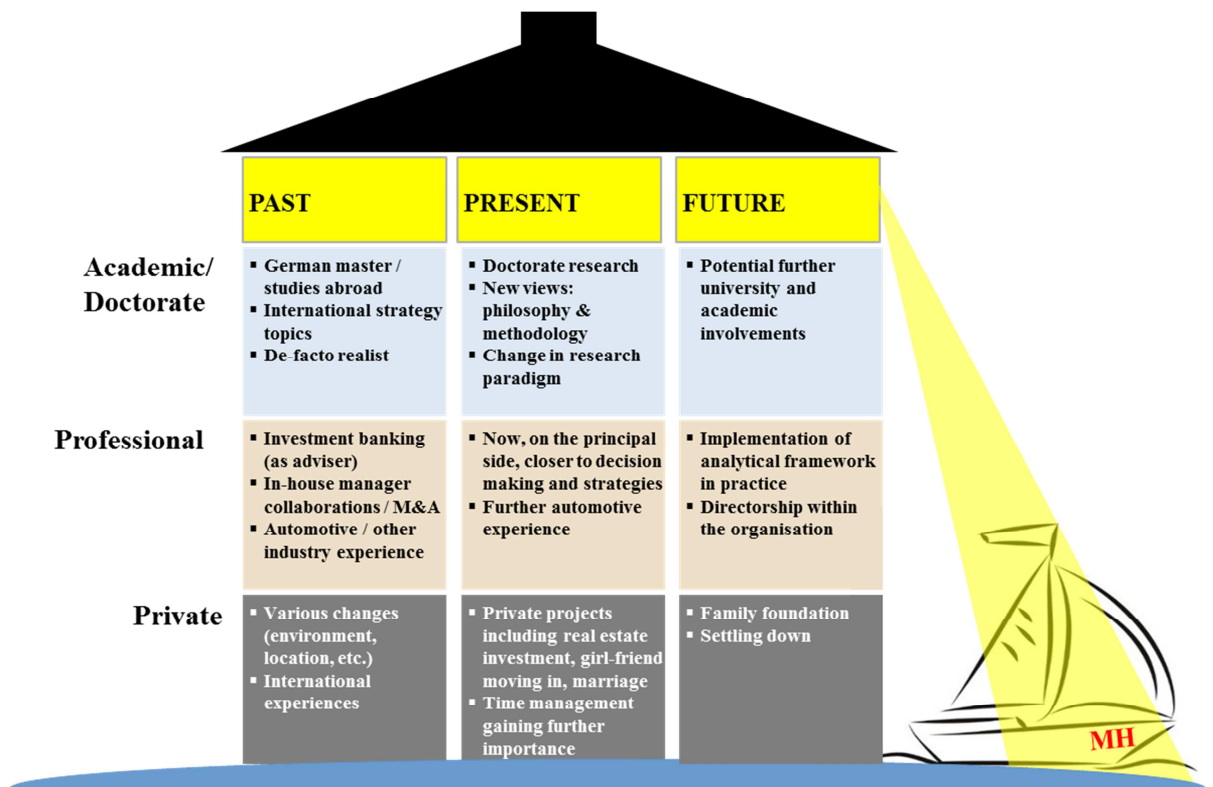 PAST
PRESENT
FUTURE
Academic/
Doctorate
▪ German master /
studies abroad
▪ International strategy
topics
▪ De-facto realist
▪ Doctorate research
▪ New views:
philosophy &
methodology
▪ Change in research
paradigm
▪ Potential further
university and
academic
involvements
Professional
▪ Investment banking
(as adviser)
▪ In-house manager
collaborations / M&A
▪ Automotive / other
industry experience
▪ Now, on the principal
side, closer to decision
making and strategies
▪ Further automotive
experience
▪ Implementation of
analytical framework
in practice
▪ Directorship within
the organisation
Private
▪ Various changes
(environment,
location, etc.)
▪ International
experiences
▪ Private projects
including real estate
investment, girl-friend
moving in, marriage
▪ Time management
gaining further
importance
▪ Family foundation
▪ Settling down
MH